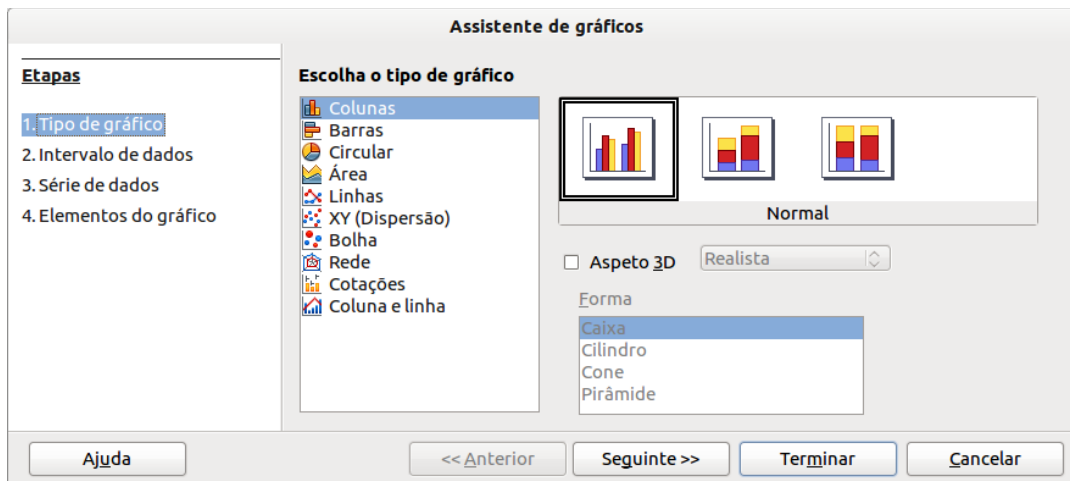 Assistente de gráficos
Etapas
1. Tipo de gráfico
2. Intervalo de dados
3. Série de dados
4. Elementos do gráfico
Escolha o tipo de gráfico
Colunas
Barras
Circular
Área
Linhas
XY (Dispersão)
Bolha
Rede
Cotações
Coluna e linha
Normal
Aspeto 3D
Realista
Forma
Caixa
Cilindro
Cone
Pirâmide
Ajuda
<< Anterior
Seguinte >>
Terminar
Cancelar